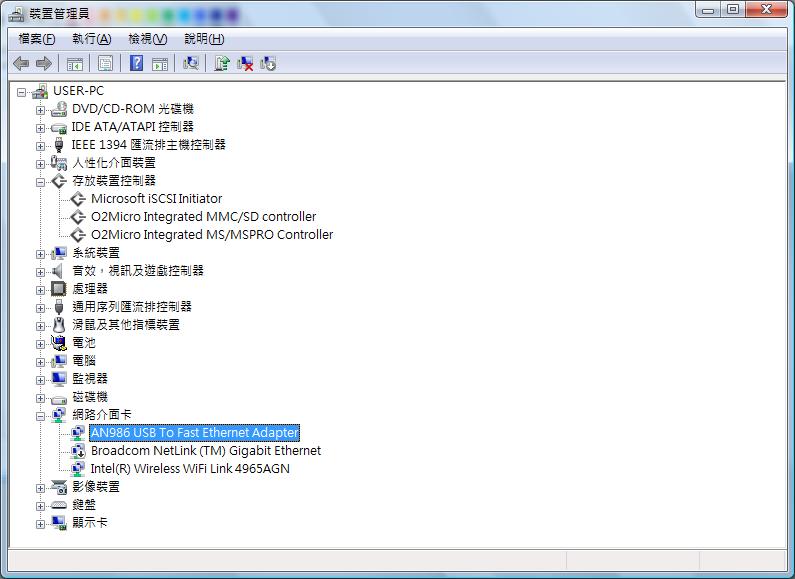 裝置管理員
檔案(F) 執行(A) 檢視(V) 說明(H)
USER-PC
DVD/CD-ROM 光碟機
IDE ATA/ATAPI 控制器
IEEE 1394 匯流排主機控制器
人性化介面裝置
存放裝置控制器
Microsoft iSCSI Initiator
O2Micro Integrated MMC/SD controller
O2Micro Integrated MS/MSPRO Controller
系統裝置
音效，視訊及遊戲控制器
處理器
通用序列匯流排控制器
滑鼠及其他指標裝置
電池
電腦
監視器
磁碟機
網路介面卡
AN986 USB To Fast Ethernet Adapter
Broadcom NetLink (TM) Gigabit Ethernet
Intel(R) Wireless WiFi Link 4965AGN
影像裝置
鍵盤
顯示卡